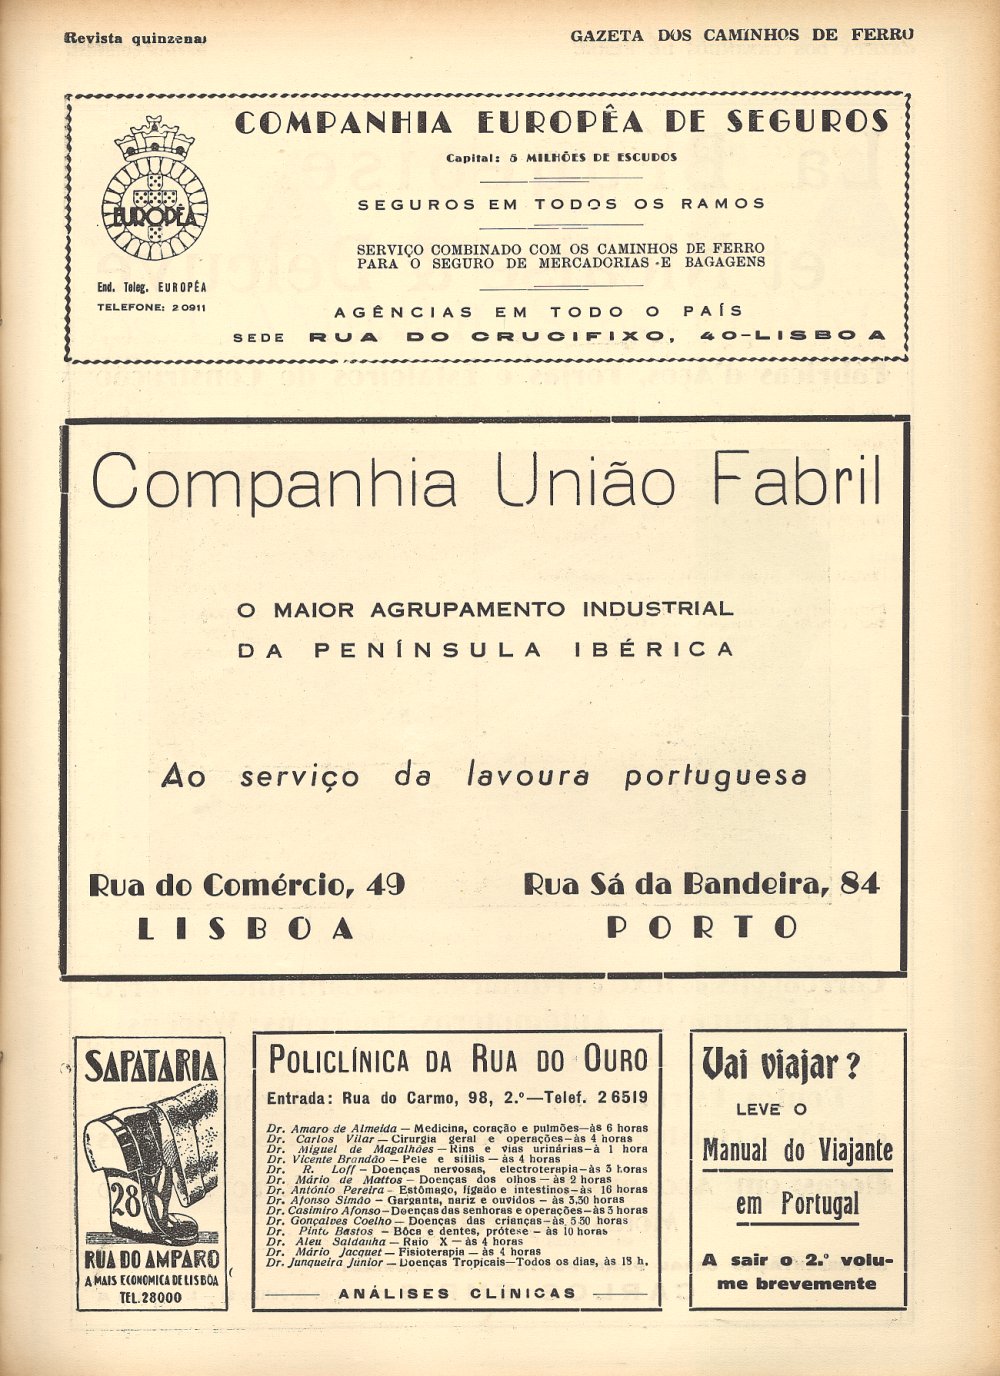 Revista quinzenal
GAZETA DOS CAMINHOS DE FERRO
COMPANHIA EUROPÊA DE SEGUROS
Capital: 5 MILHÕES DE ESCUDOS
SEGUROS EM TODOS OS RAMOS
SERVIÇO COMBINADO COM OS CAMINHOS DE FERRO
PARA O SEGURO DE MERCADORIAS E BAGAGENS
AGÊNCIAS EM TODO O PAÍS
SEDE RUA DO CRUCIFIXO, 40-LISBOA
EUROPÊA
End. Teleg. EUROPÊA
TELEFONE: 20911
Companhia União Fabril
O MAIOR AGRUPAMENTO INDUSTRIAL
DA PENÍNSULA IBÉRICA
Ao serviço da lavoura portuguesa
Rua do Comércio, 49
LISBOA
Rua Sá da Bandeira, 84
PORTO
SAPATARIA
28
RUA DO AMPARO
A MAIS ECONOMICA DE LISBÔA
TEL. 28000
POLICLÍNICA DA RUA DO OURO
Entrada: Rua do Carmo, 98, 2.º—Telef. 26519
Dr. Amaro de Almeida — Medicina, coração e pulmões—às 6 horas
Dr. Carlos Vilar — Cirurgia geral e operações—às 4 horas
Dr. Miguel de Magalhães — Rins e vias urinárias—à 1 hora
Dr. Vicente Brandão — Pele e sífilis — às 4 horas
Dr. R. Loff — Doenças nervosas, electroterapia—às 3 horas
Dr. Mário de Mattos — Doenças dos olhos — às 2 horas
Dr. António Pereira — Estômago, fígado e intestinos—às 16 horas
Dr. Afonso Simão — Garganta, nariz e ouvidos — às 3,30 horas
Dr. Casimiro Afonso—Doenças das senhoras e operações—às 3 horas
Dr. Gonçalves Coelho — Doenças das crianças—às 5,30 horas
Dr. Pinto Bastos — Bôca e dentes, prótese — às 10 horas
Dr. Aleu Saldanha — Raio X — às 4 horas
Dr. Mário Jacquet — Fisioterapia — às 4 horas
Dr. Junqueira Júnior — Doenças Tropicais—Todos os dias, às 18 h.
ANÁLISES CLÍNICAS
Vai viajar?
LEVE O
Manual do Viajante
em Portugal
A sair o 2.º volu-
me brevemente